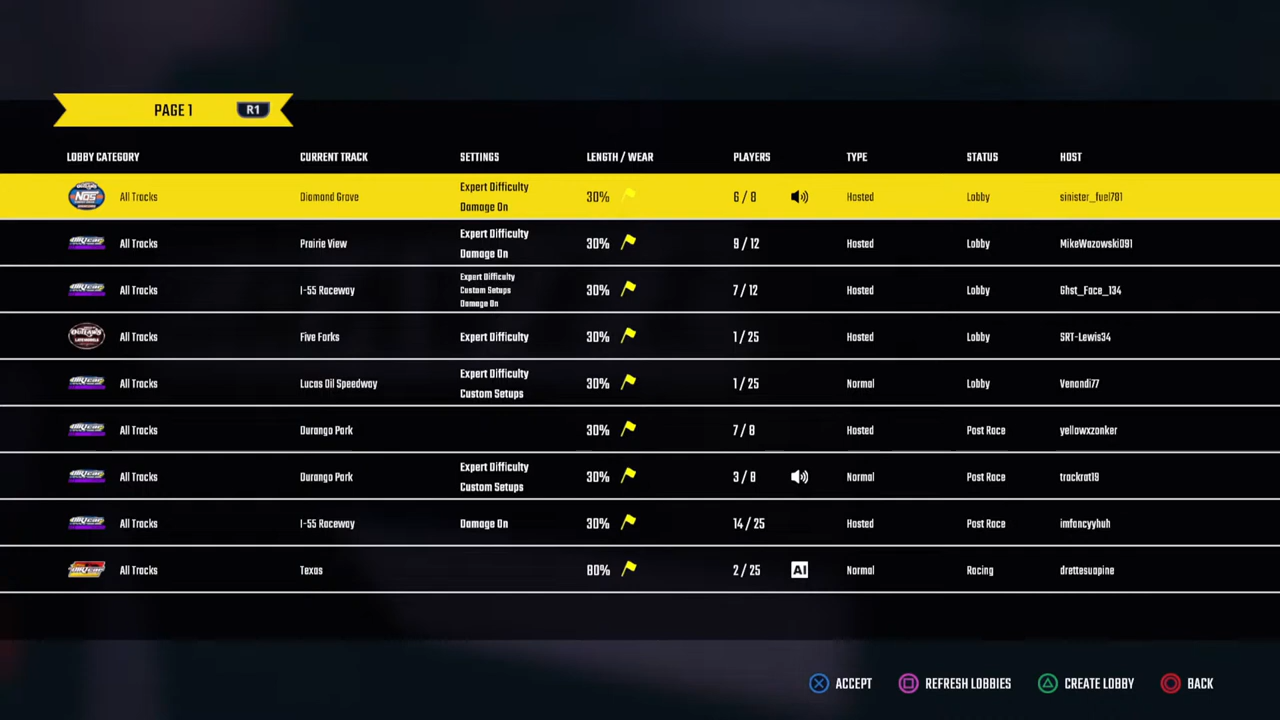 PAGE 1 R1
LOBBY CATEGORY CURRENT TRACK SETTINGS LENGTH / WEAR PLAYERS TYPE STATUS HOST
All Tracks Diamond Grove Expert Difficulty Damage On 30% 6 / 8 Hosted Lobby sinister_fuel781
All Tracks Prairie View Expert Difficulty Damage On 30% 9 / 12 Hosted Lobby MikeWazowski091
All Tracks I-55 Raceway Expert Difficulty Custom Setups Damage On 30% 7 / 12 Hosted Lobby Ghst_Face_134
All Tracks Five Forks Expert Difficulty 30% 1 / 25 Hosted Lobby SRT-Lewis34
All Tracks Lucas Oil Speedway Expert Difficulty Custom Setups 30% 1 / 25 Normal Lobby Venandi77
All Tracks Durango Park 30% 7 / 8 Hosted Post Race yellowxzonker
All Tracks Durango Park Expert Difficulty Custom Setups 30% 3 / 8 Normal Post Race trackrat19
All Tracks I-55 Raceway Damage On 30% 14 / 25 Hosted Post Race imfancyyhuh
All Tracks Texas 80% 2 / 25 AI Normal Racing drettesuapine
ACCEPT REFRESH LOBBIES CREATE LOBBY BACK